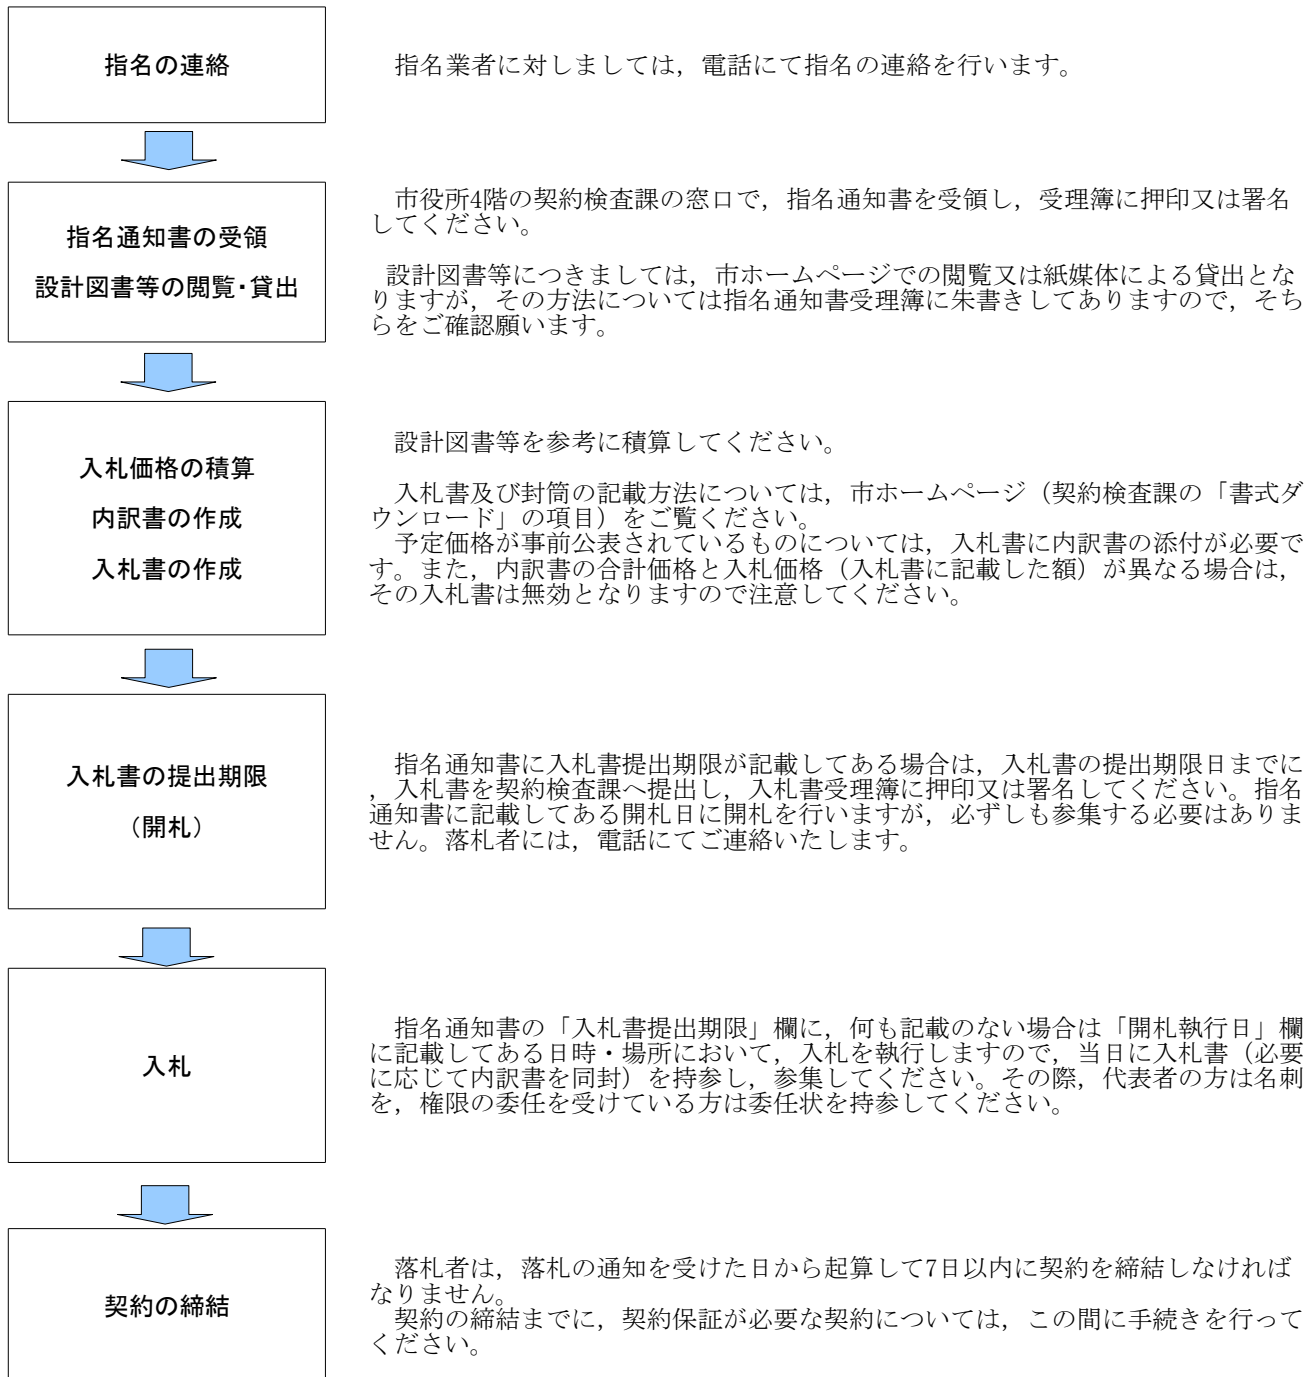 指名の連絡
指名業者に対しましては，電話にて指名の連絡を行います。
指名通知書の受領
設計図書等の閲覧・貸出
市役所4階の契約検査課の窓口で，指名通知書を受領し，受理簿に押印又は署名
してください。
設計図書等につきましては，市ホームページでの閲覧又は紙媒体による貸出とな
りますが，その方法については指名通知書受理簿に朱書きしてありますので，そち
らをご確認願います。
入札価格の積算
内訳書の作成
入札書の作成
設計図書等を参考に積算してください。
入札書及び封筒の記載方法については，市ホームページ（契約検査課の「書式ダ
ウンロード」の項目）をご覧ください。
予定価格が事前公表されているものについては，入札書に内訳書の添付が必要で
す。また，内訳書の合計価格と入札価格（入札書に記載した額）が異なる場合は，
その入札書は無効となりますので注意してください。
入札書の提出期限
（開札）
指名通知書に入札書提出期限が記載してある場合は，入札書の提出期限日までに
，入札書を契約検査課へ提出し，入札書受理簿に押印又は署名してください。指名
通知書に記載してある開札日に開札を行いますが，必ずしも参集する必要はありま
せん。落札者には，電話にてご連絡いたします。
入札
指名通知書の「入札書提出期限」欄に，何も記載のない場合は「開札執行日」欄
に記載してある日時・場所において，入札を執行しますので，当日に入札書（必要
に応じて内訳書を同封）を持参し，参集してください。その際，代表者の方は名刺
を，権限の委任を受けている方は委任状を持参してください。
契約の締結
落札者は，落札の通知を受けた日から起算して7日以内に契約を締結しなければ
なりません。
契約の締結までに，契約保証が必要な契約については，この間に手続きを行って
ください。